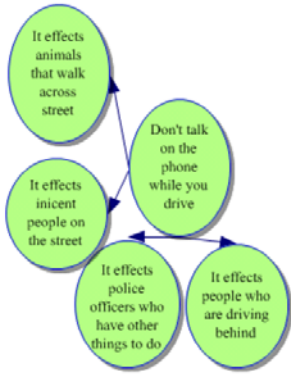 It effects
animals
that walk
across
street
Don't talk
on the
phone
while you
drive
It effects
inicent
people on
the street
It effects
police
officers who
have other
things to do
It effects
people who
are driving
behind